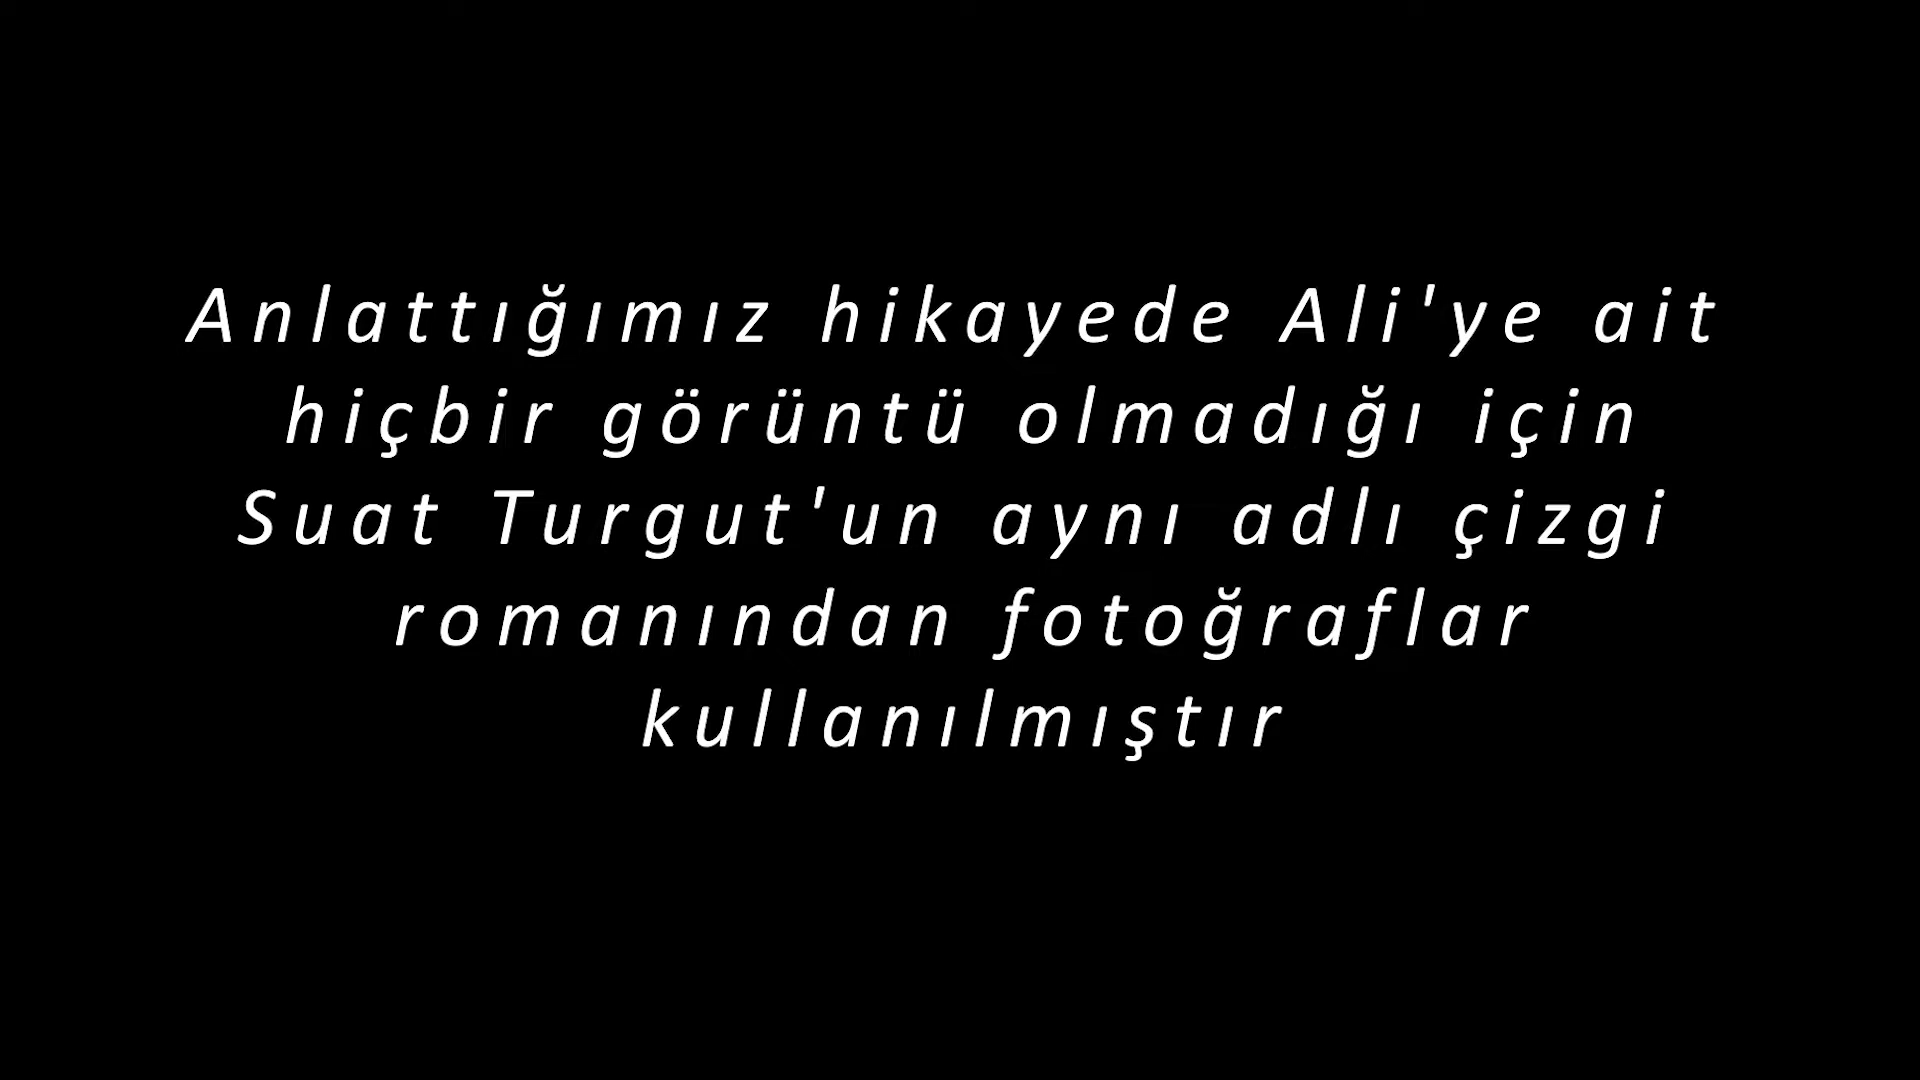 Anlattığımız hikayede Ali'ye ait
hiçbir görüntü olmadığı için
Suat Turgut'un aynı adlı çizgi
romanından fotoğraflar
kullanılmıştır